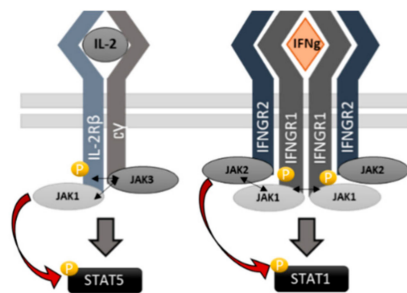 IL-2
IFNg
IL-2Rβ
cγ
IFNGR2
IFNGR1
IFNGR1
IFNGR2
P
JAK1
JAK3
JAK2
P
P
JAK2
JAK1
JAK1
P
STAT5
P
STAT1